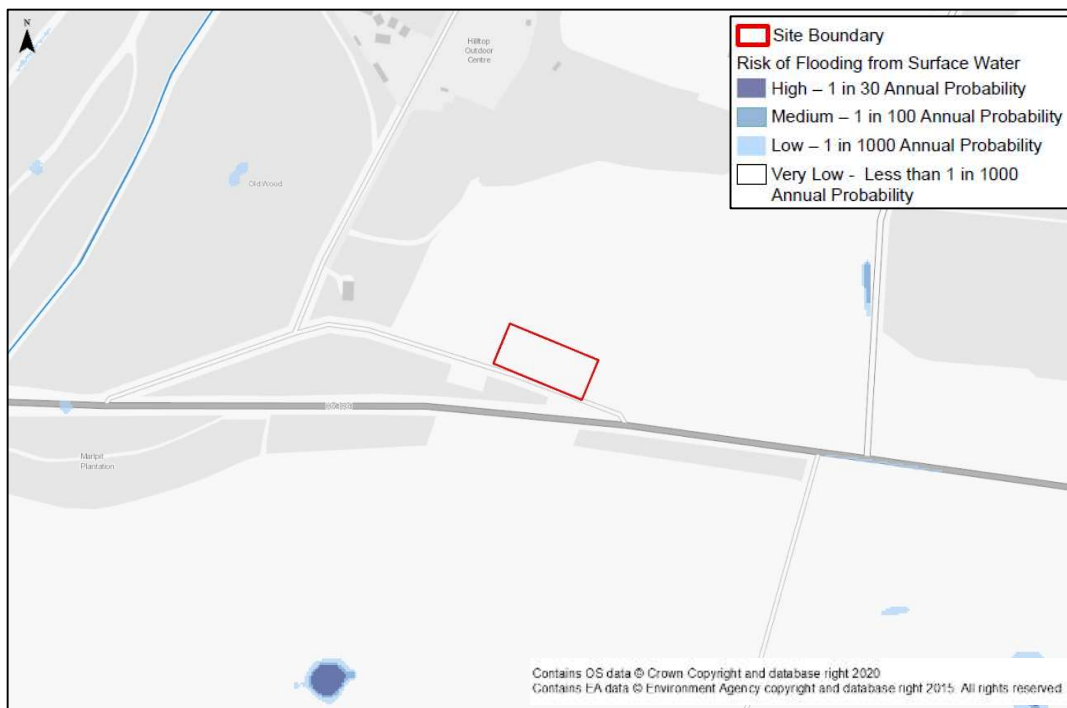 N
Hilltop
Outdoor
Centre
Site Boundary
Risk of Flooding from Surface Water
High – 1 in 30 Annual Probability
Medium – 1 in 100 Annual Probability
Low – 1 in 1000 Annual Probability
Very Low - Less than 1 in 1000
Annual Probability
Old Wood
Marlpit
Plantation
Contains OS data © Crown Copyright and database right 2020
Contains EA data © Environment Agency copyright and database right 2015. All rights reserved